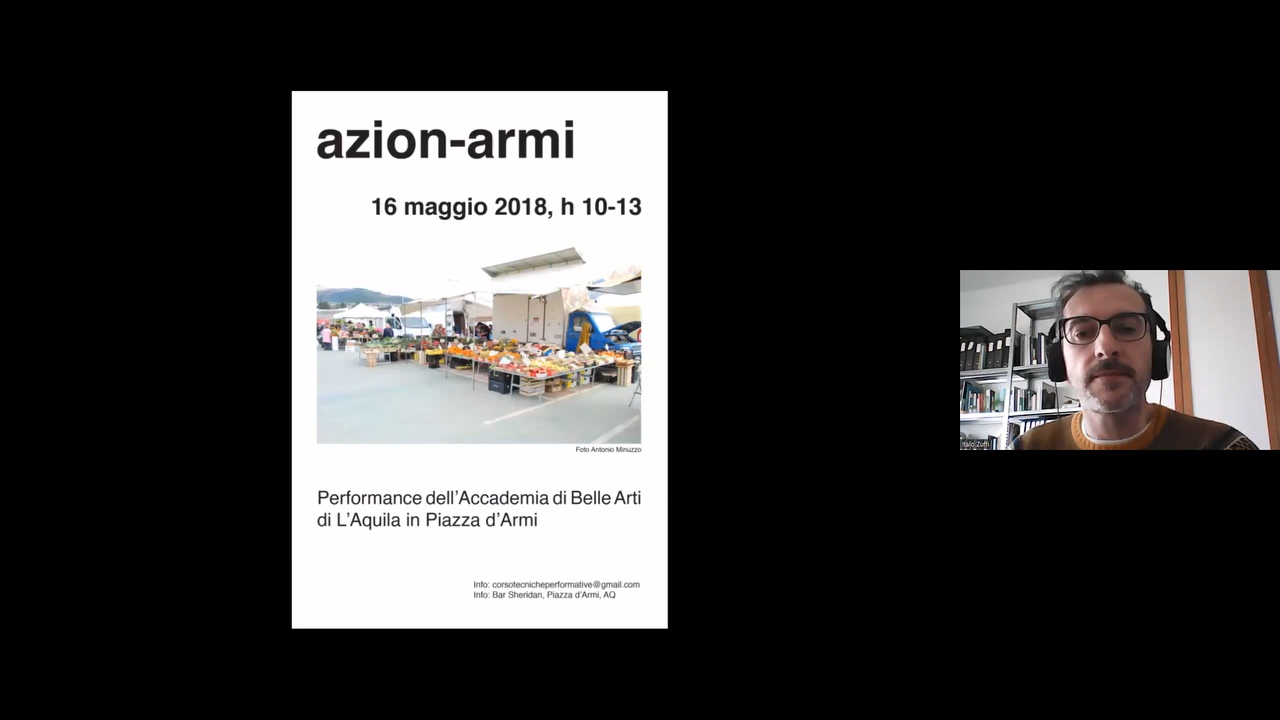 azion-armi
16 maggio 2018, h 10-13
Foto Antonio Minuzzo
Performance dell'Accademia di Belle Arti
di L'Aquila in Piazza d'Armi
Info: corsotecnicheperformative@gmail.com
Info: Bar Sheridan, Piazza d'Armi, AQ
Italo Zuffi